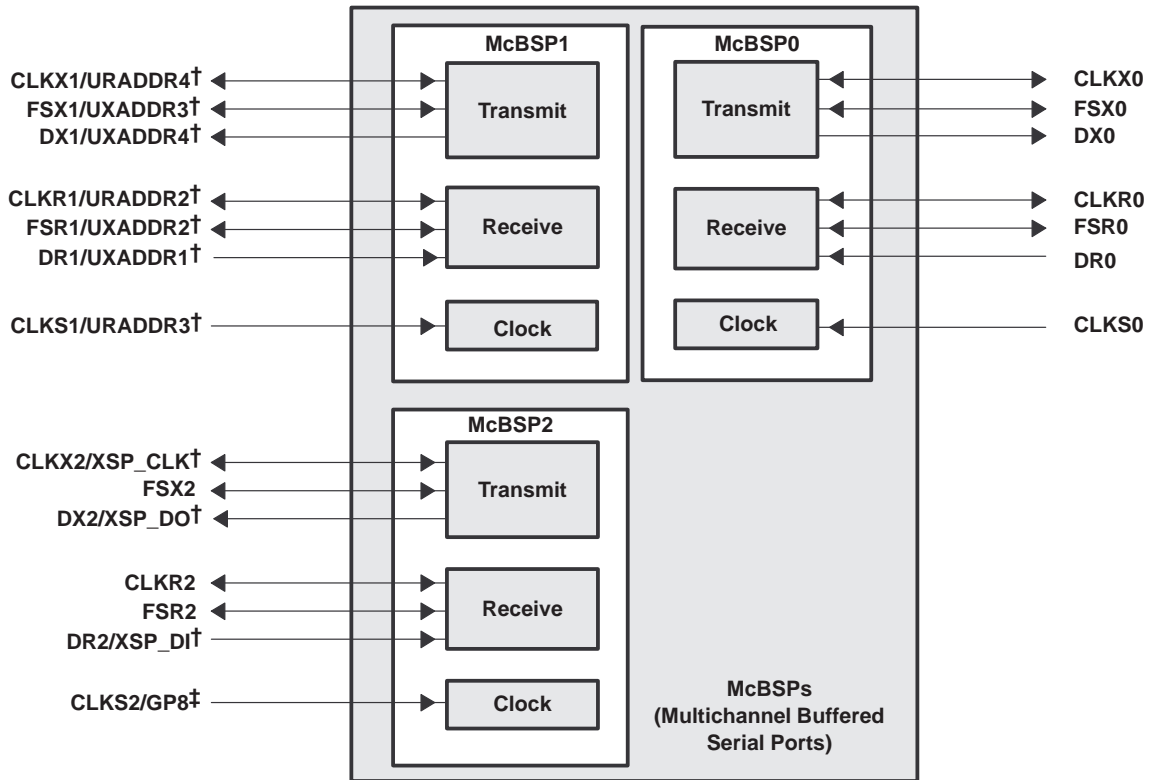 McBSP1
CLKX1/URADDR4†
FSX1/UXADDR3†
DX1/UXADDR4†
Transmit
CLKR1/URADDR2†
FSR1/UXADDR2†
DR1/UXADDR1†
Receive
CLKS1/URADDR3†
Clock
McBSP0
Transmit
CLKX0
FSX0
DX0
Receive
CLKR0
FSR0
DR0
Clock
CLKS0
McBSP2
CLKX2/XSP_CLK†
FSX2
DX2/XSP_DO†
Transmit
CLKR2
FSR2
DR2/XSP_DI†
Receive
CLKS2/GP8‡
Clock
McBSPs
(Multichannel Buffered
Serial Ports)